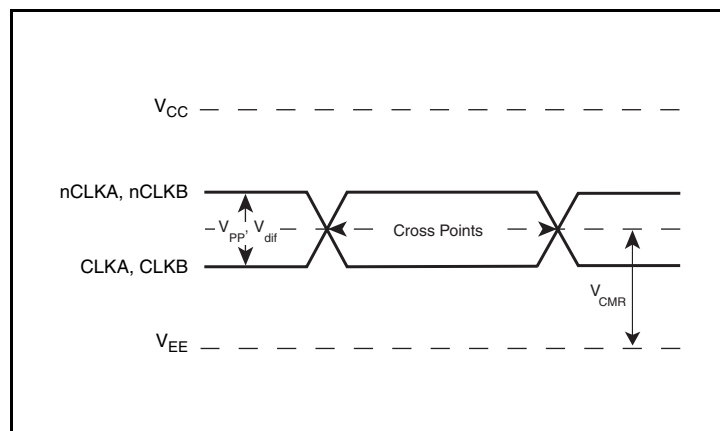 VCC
nCLKA, nCLKB
VPP, Vdif
Cross Points
CLKA, CLKB
VCMR
VEE